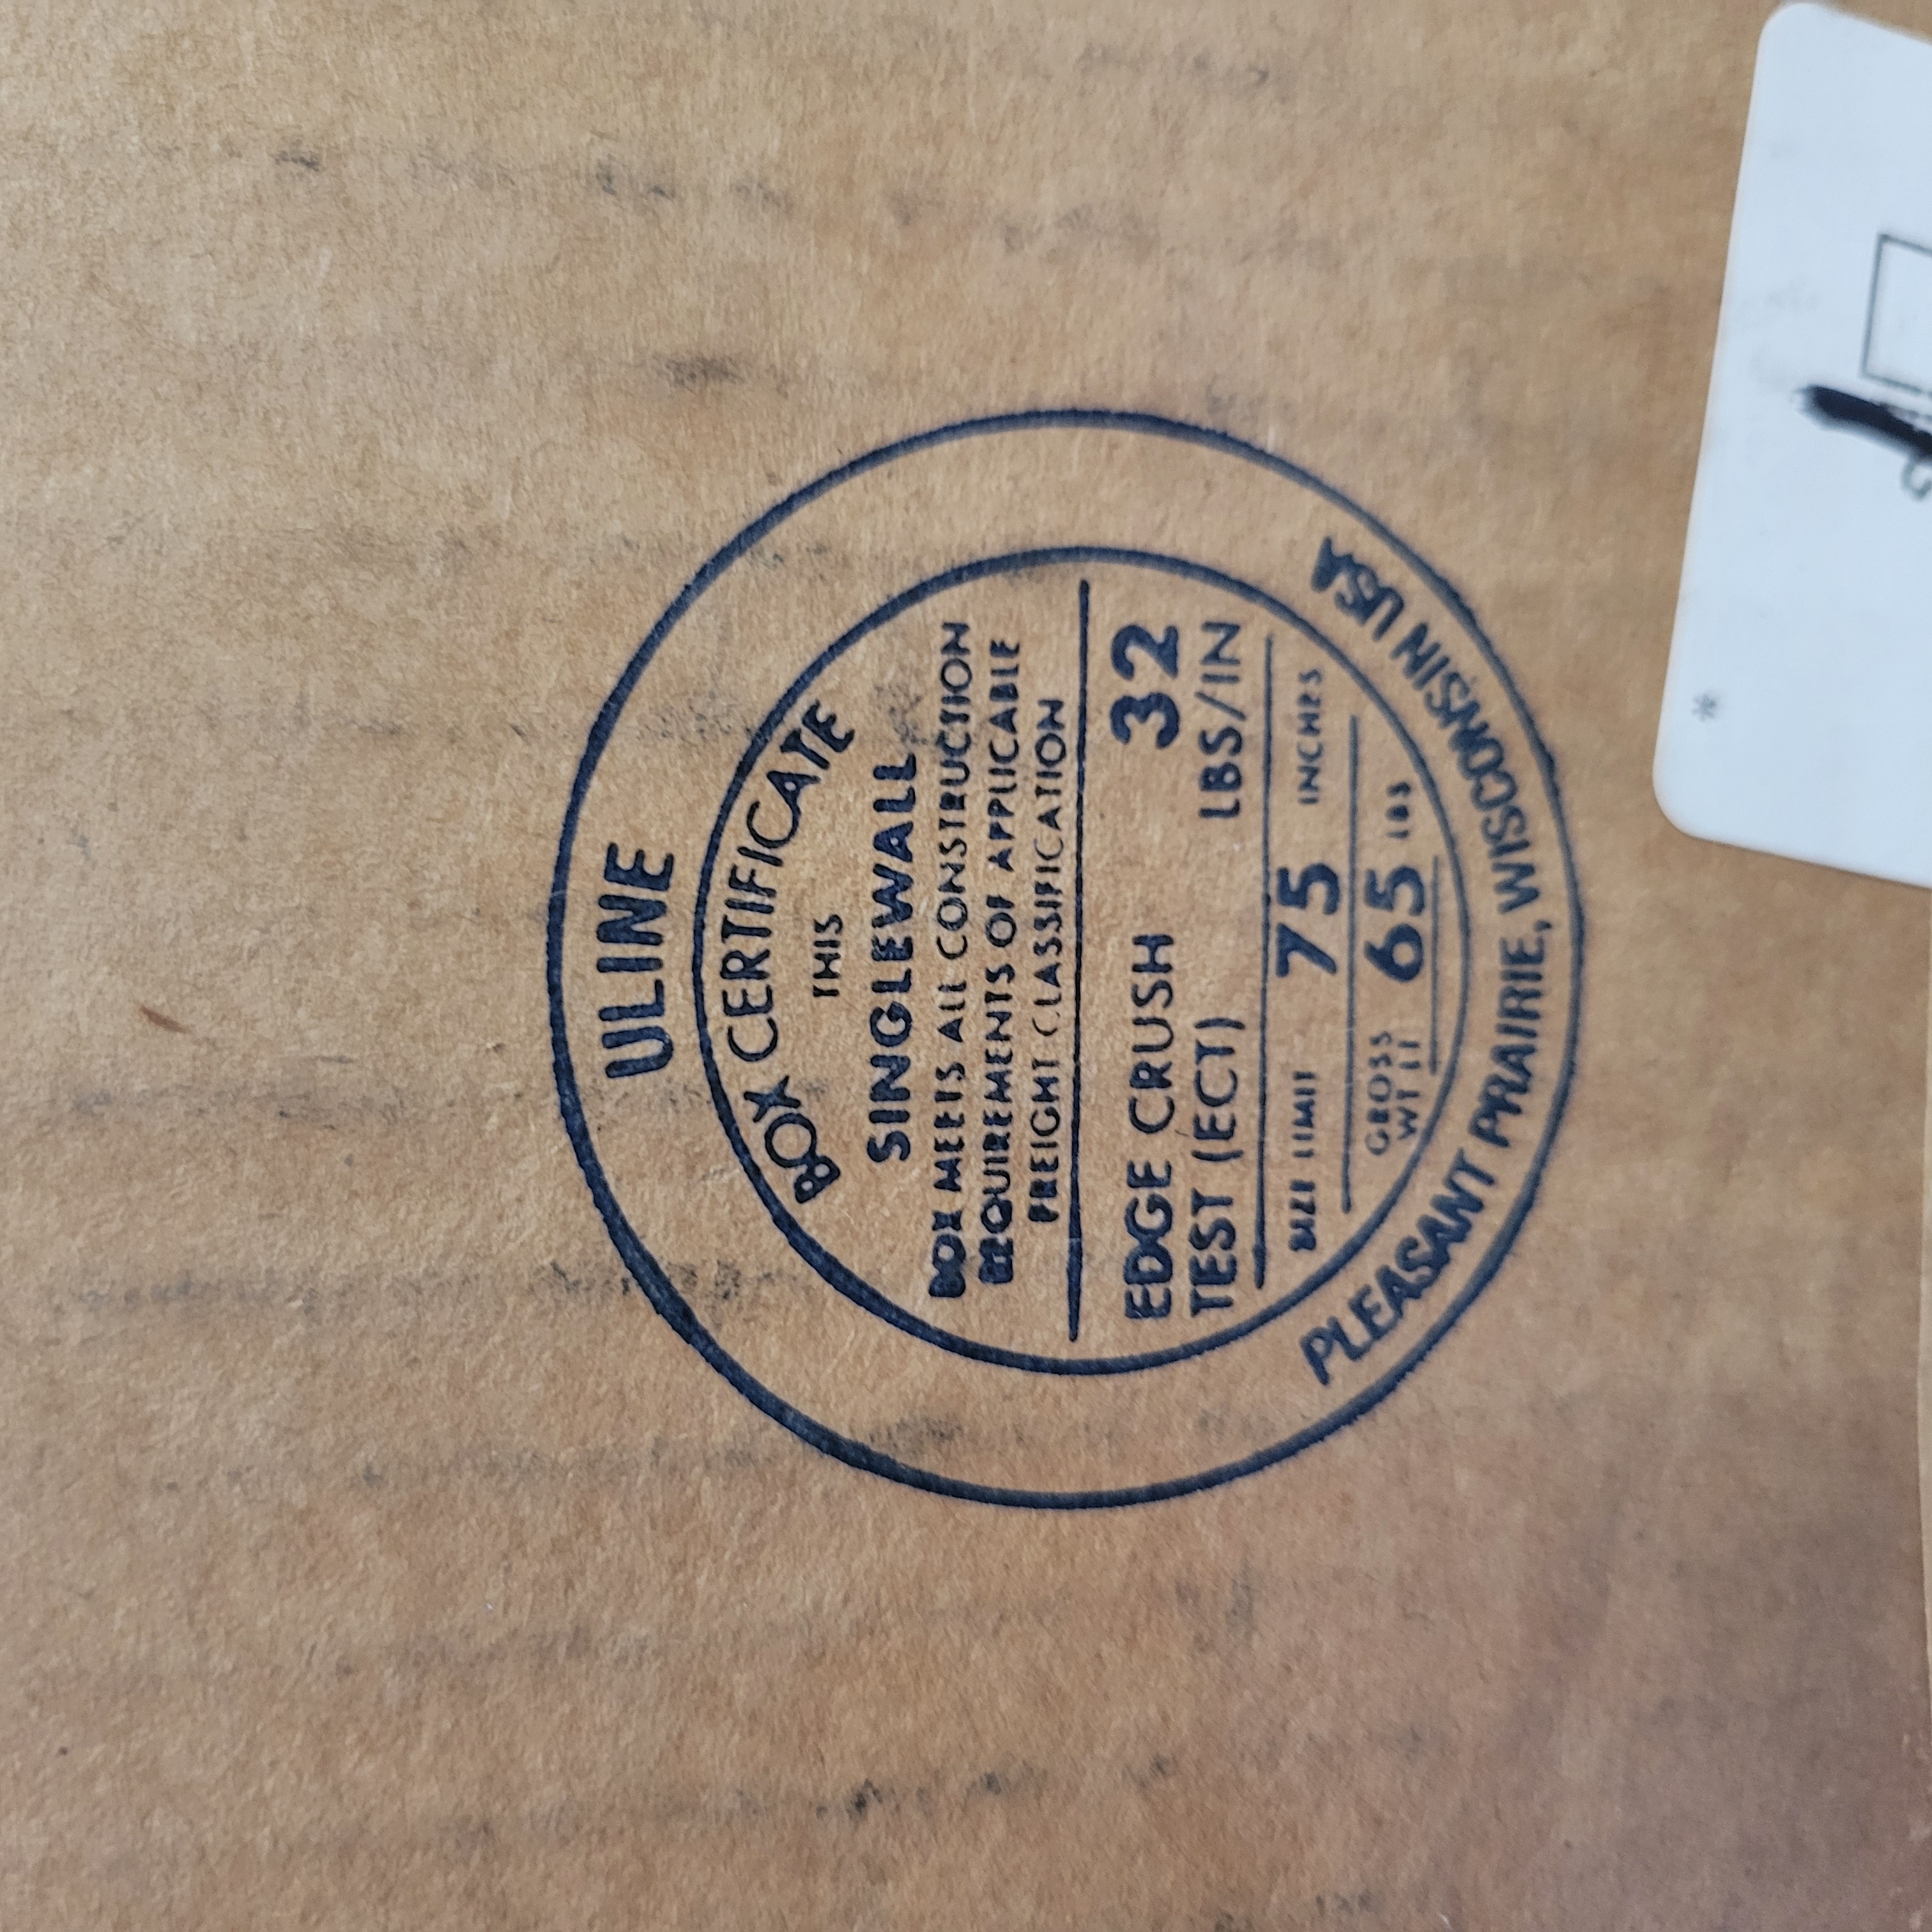 ULINE
BOX CERTIFICATE
THIS
SINGLEWALL
BOX MEETS ALL CONSTRUCTION
REQUIREMENTS OF APPLICABLE
FREIGHT CLASSIFICATION
EDGE CRUSH 32
TEST (ECT) LBS/IN
SIZE LIMIT 75 INCHES
GROSS
WT LT 65 LBS
PLEASANT PRAIRIE, WISCONSIN USA
*